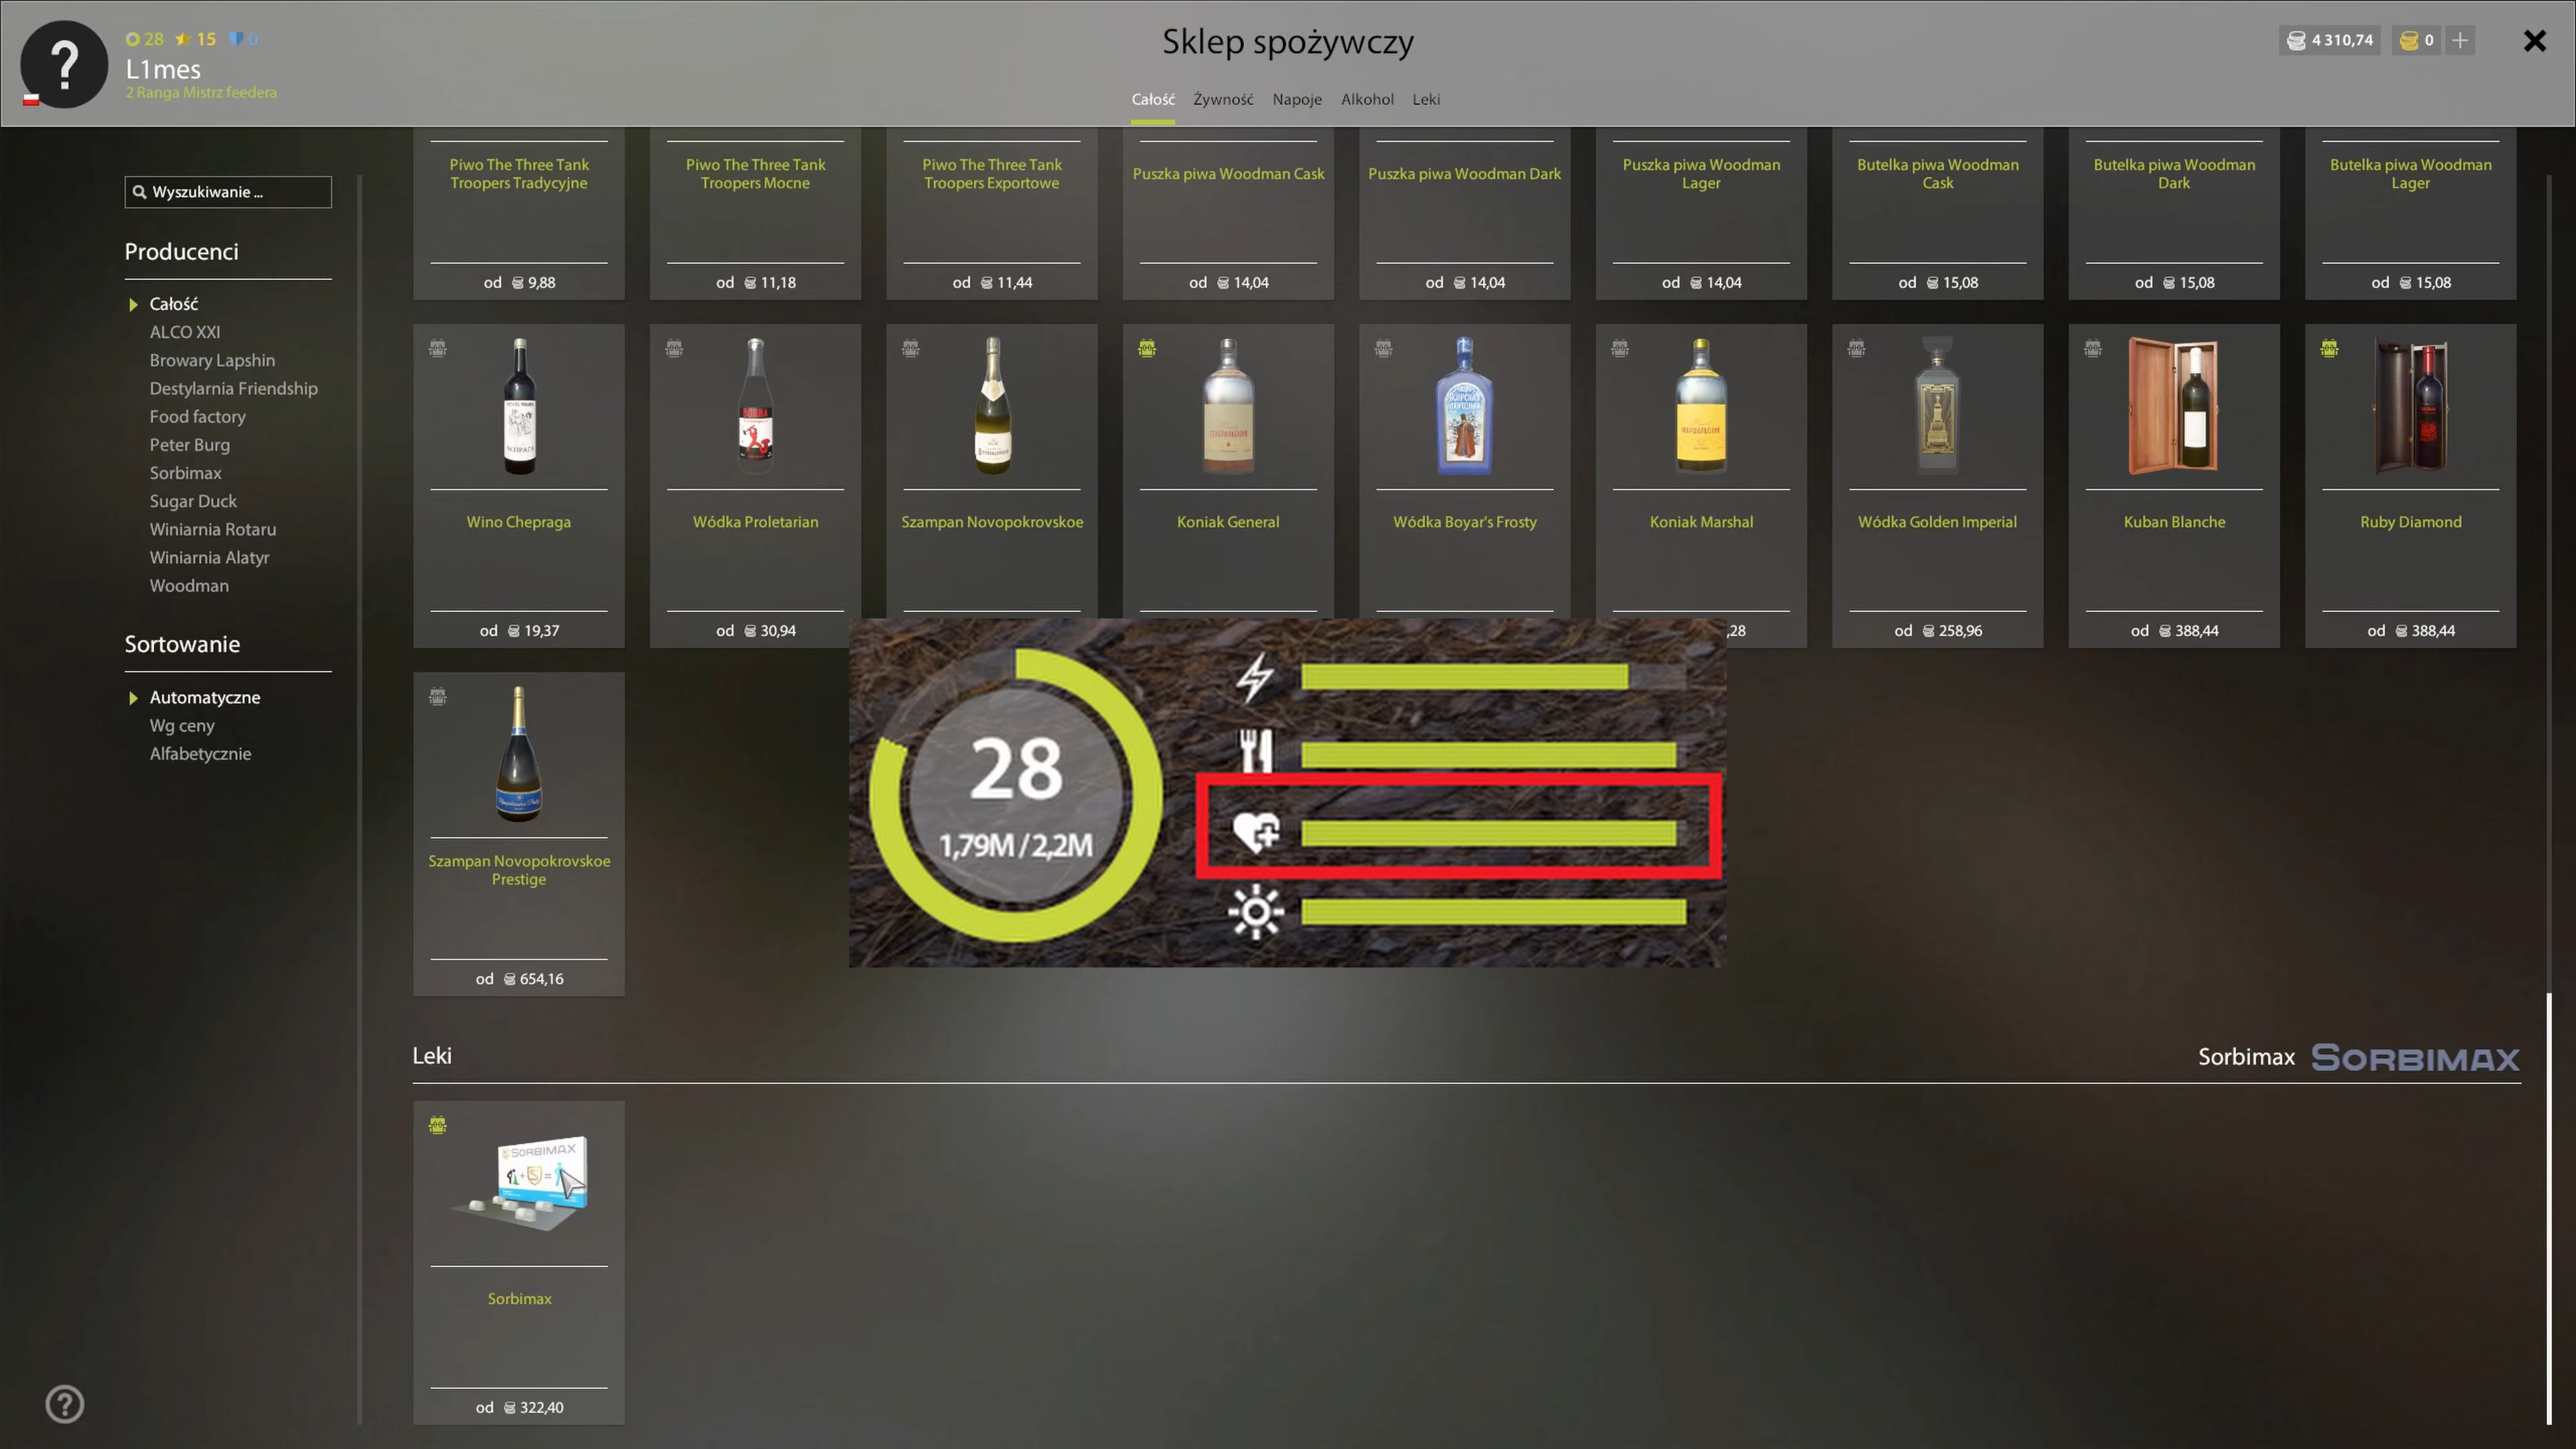 28 15 0
L1mes
2 Ranga Mistrz feedera
Sklep spożywczy
4 310,74 0
Całość Żywność Napoje Alkohol Leki
Wyszukiwanie ...
Producenci
Całość
ALCO XXI
Browary Lapshin
Destylarnia Friendship
Food factory
Peter Burg
Sorbimax
Sugar Duck
Winiarnia Rotaru
Winiarnia Alatyr
Woodman
Sortowanie
Automatyczne
Wg ceny
Alfabetycznie
Piwo The Three Tank
Troopers Tradycyjne
od 9,88
Piwo The Three Tank
Troopers Mocne
od 11,18
Piwo The Three Tank
Troopers Exportowe
od 11,44
Puszka piwa Woodman Cask
od 14,04
Puszka piwa Woodman Dark
od 14,04
Puszka piwa Woodman
Lager
od 14,04
Butelka piwa Woodman
Cask
od 15,08
Butelka piwa Woodman
Dark
od 15,08
Butelka piwa Woodman
Lager
od 15,08
Wino Chepraga
od 19,37
Wódka Proletarian
od 30,94
Szampan Novopokrovskoe
Koniak General
Wódka Boyar's Frosty
Koniak Marshal
,28
Wódka Golden Imperial
od 258,96
Kuban Blanche
od 388,44
Ruby Diamond
od 388,44
28
1,79M/2,2M
Szampan Novopokrovskoe
Prestige
od 654,16
Leki
Sorbimax SORBIMAX
SORBIMAX
Sorbimax
od 322,40